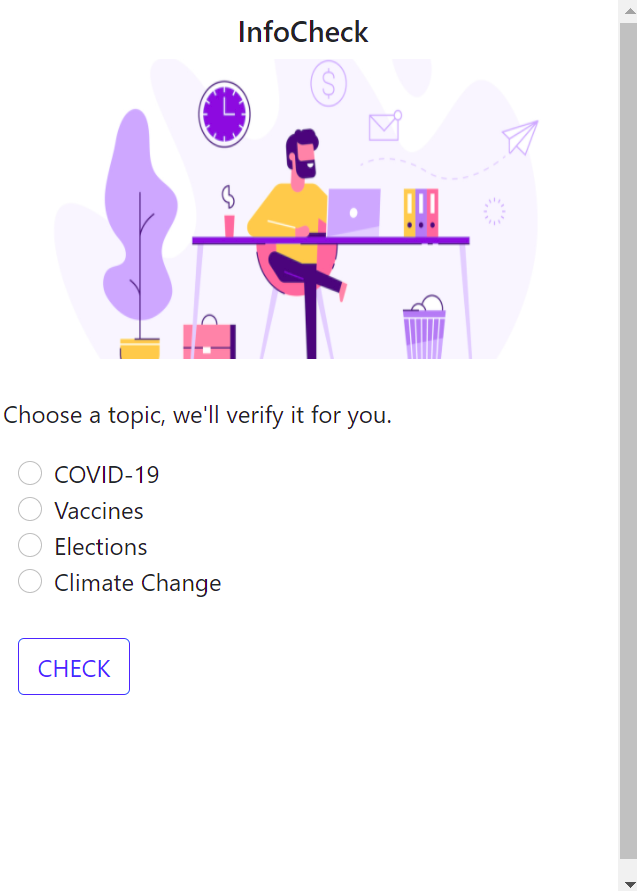 InfoCheck
$
Choose a topic, we'll verify it for you.
COVID-19
Vaccines
Elections
Climate Change
CHECK